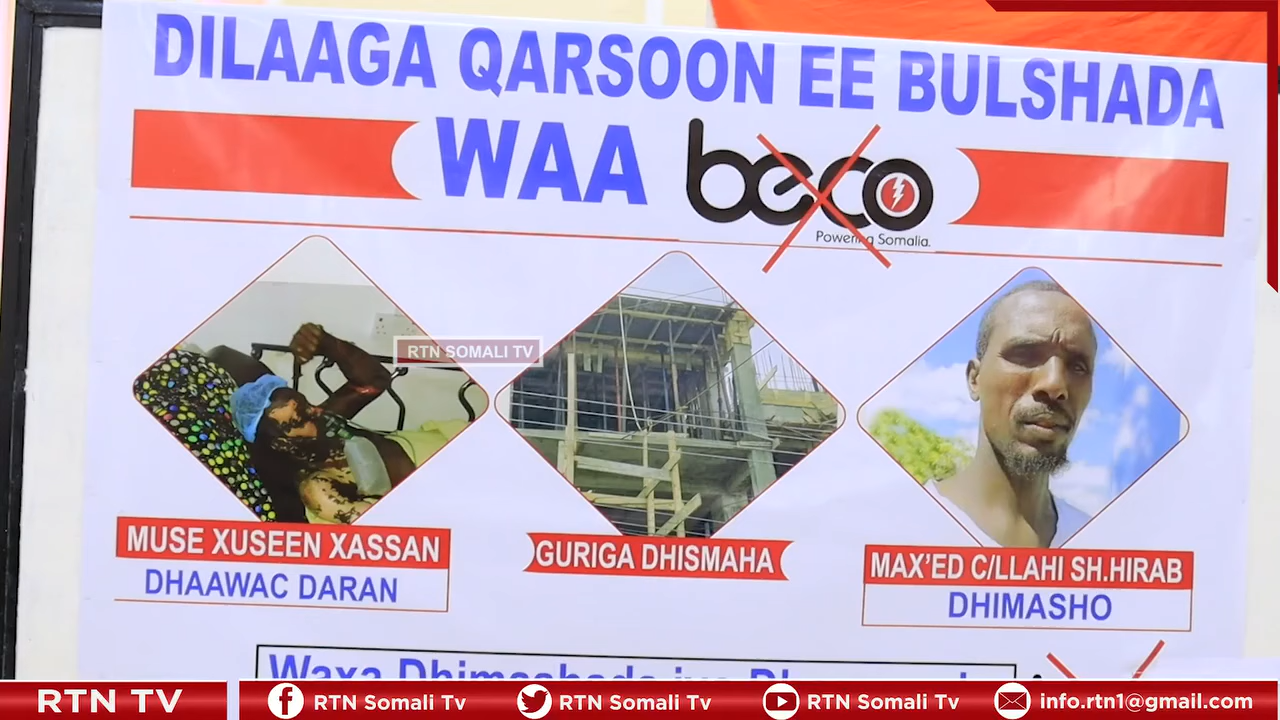 DILAAGA QARSOON EE BULSHADA
WAA beco
Powering Somalia.
RTN SOMALI TV
MUSE XUSEEN XASSAN
DHAAWAC DARAN
GURIGA DHISMAHA
MAX'ED C/LLAHI SH.HIRAB
DHIMASHO
Waxa
RTN TV
RTN Somali Tv
RTN Somali Tv
RTN Somali Tv
info.rtn1@gmail.com